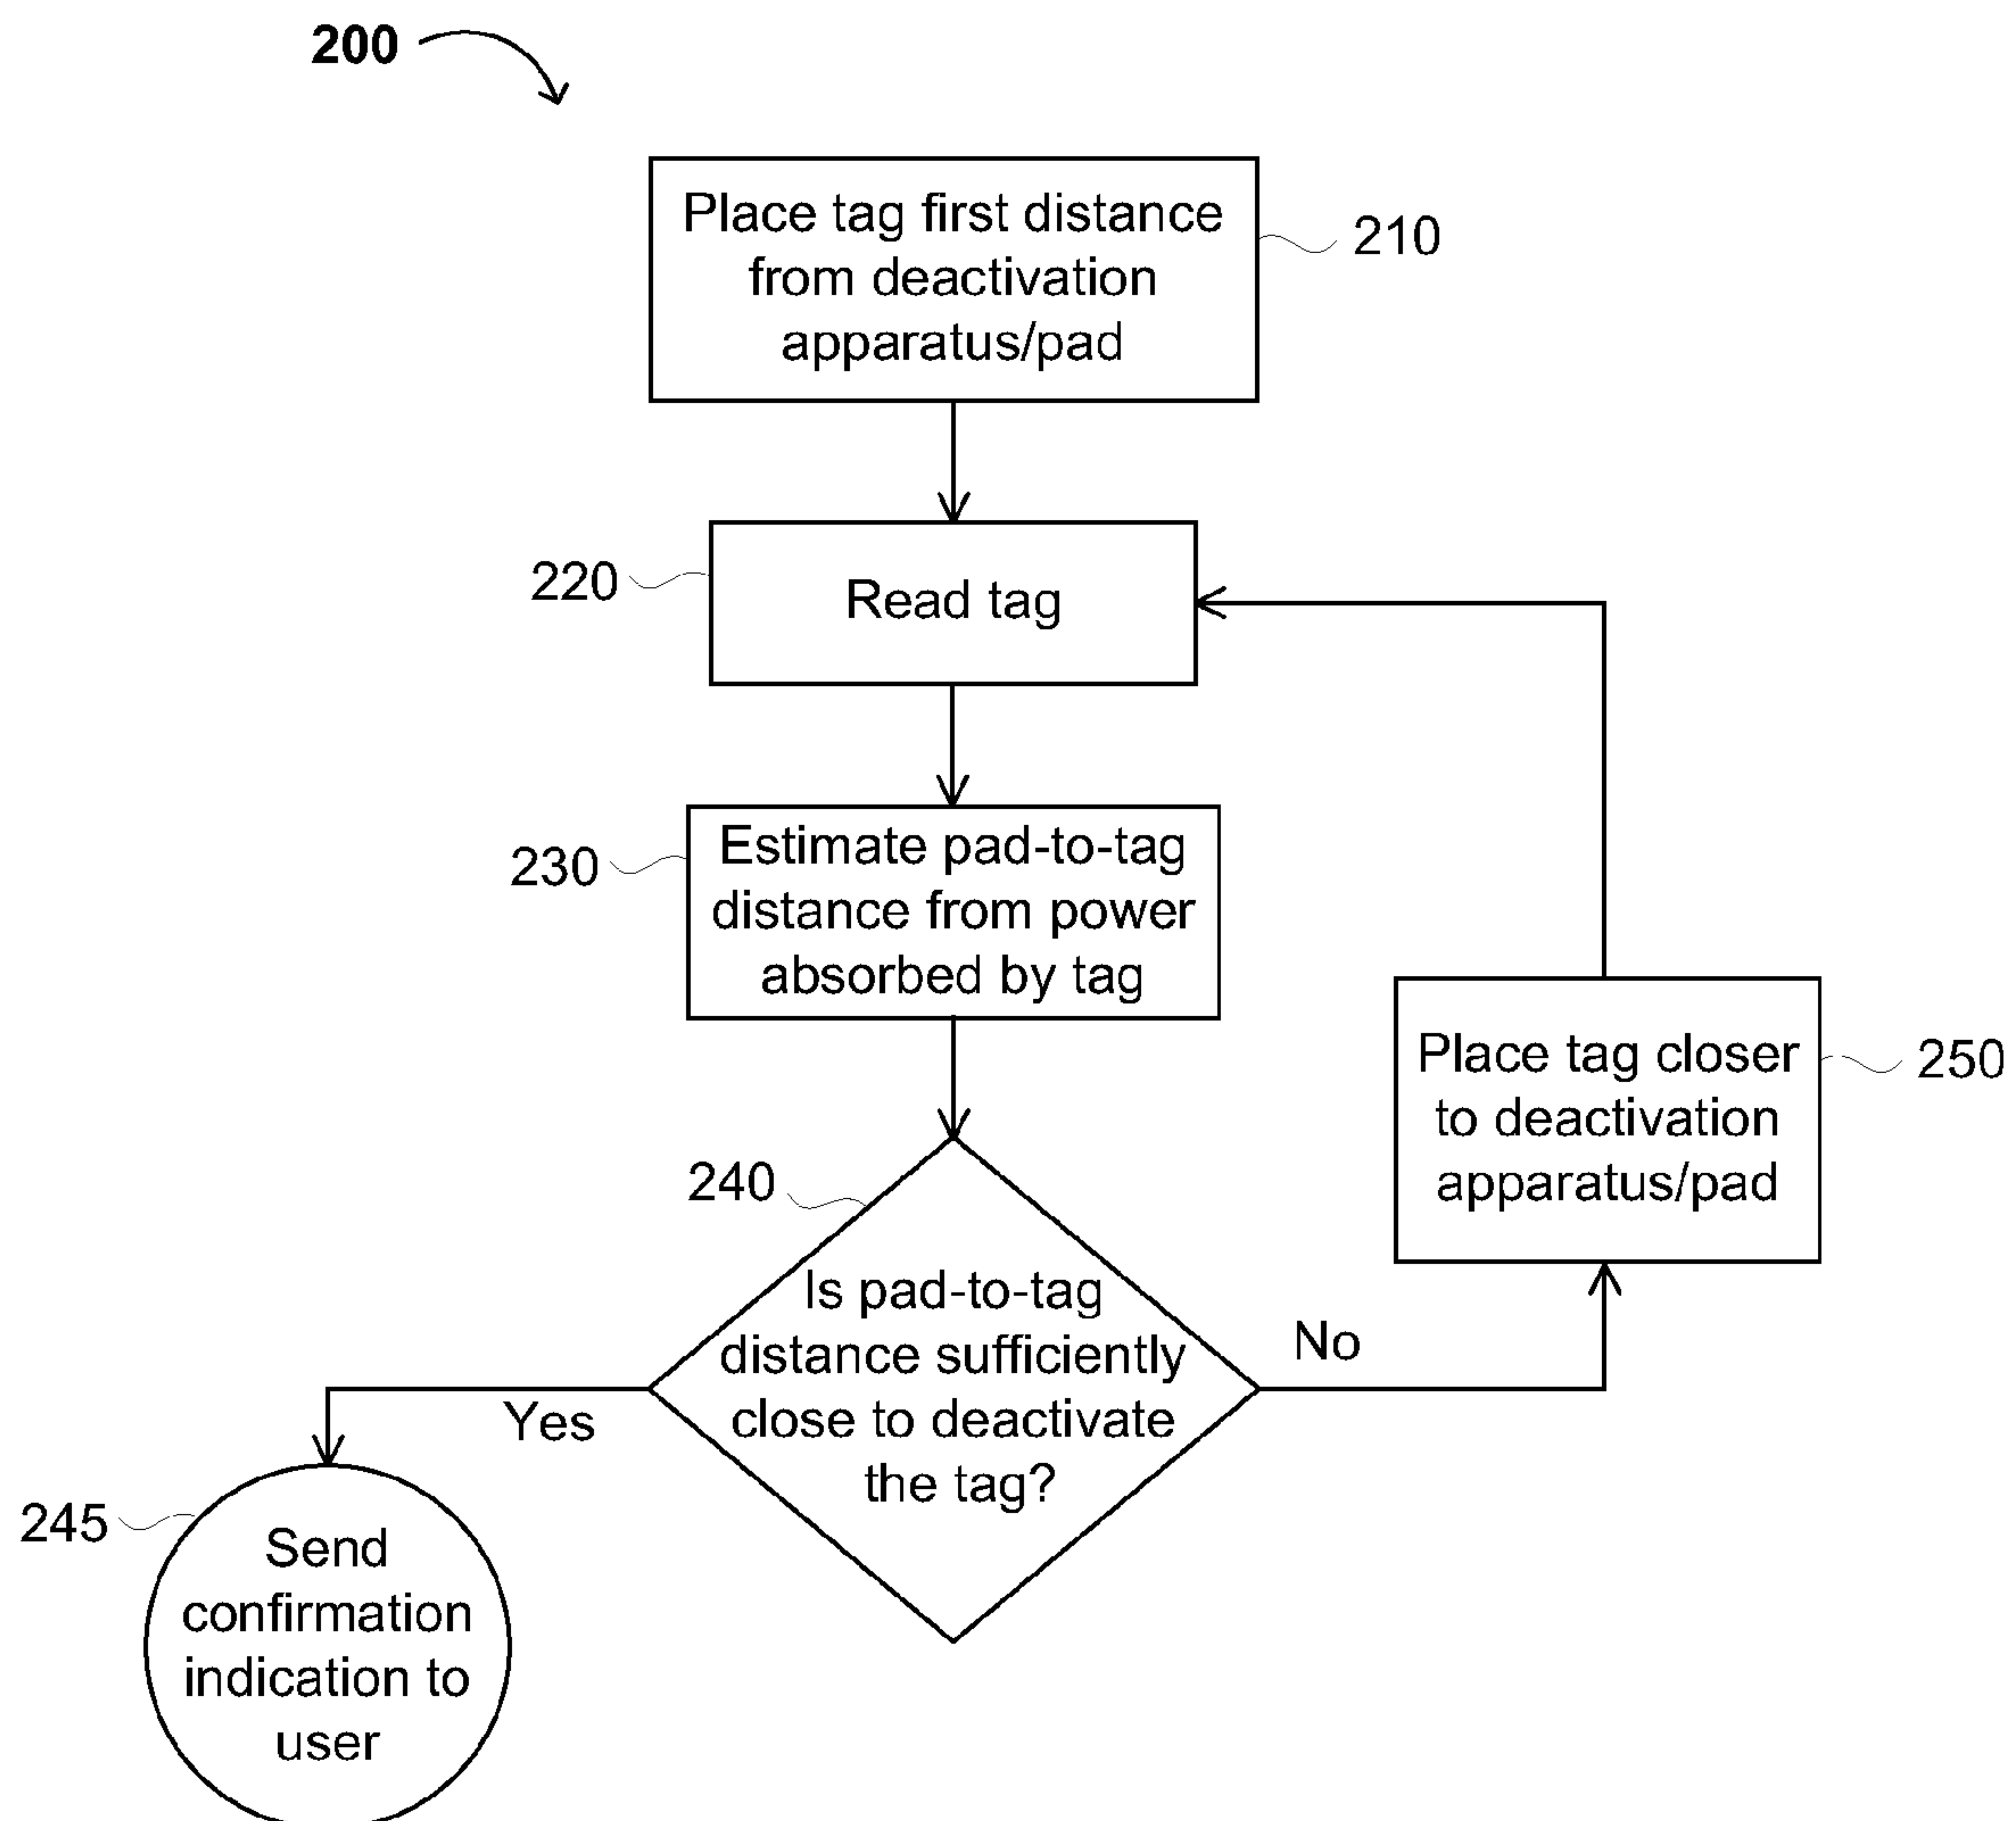 200
Place tag first distance
from deactivation
apparatus/pad
210
220
Read tag
230
Estimate pad-to-tag
distance from power
absorbed by tag
Place tag closer
to deactivation
apparatus/pad
250
240
Is pad-to-tag
distance sufficiently
close to deactivate
the tag?
No
Yes
245
Send
confirmation
indication to
user